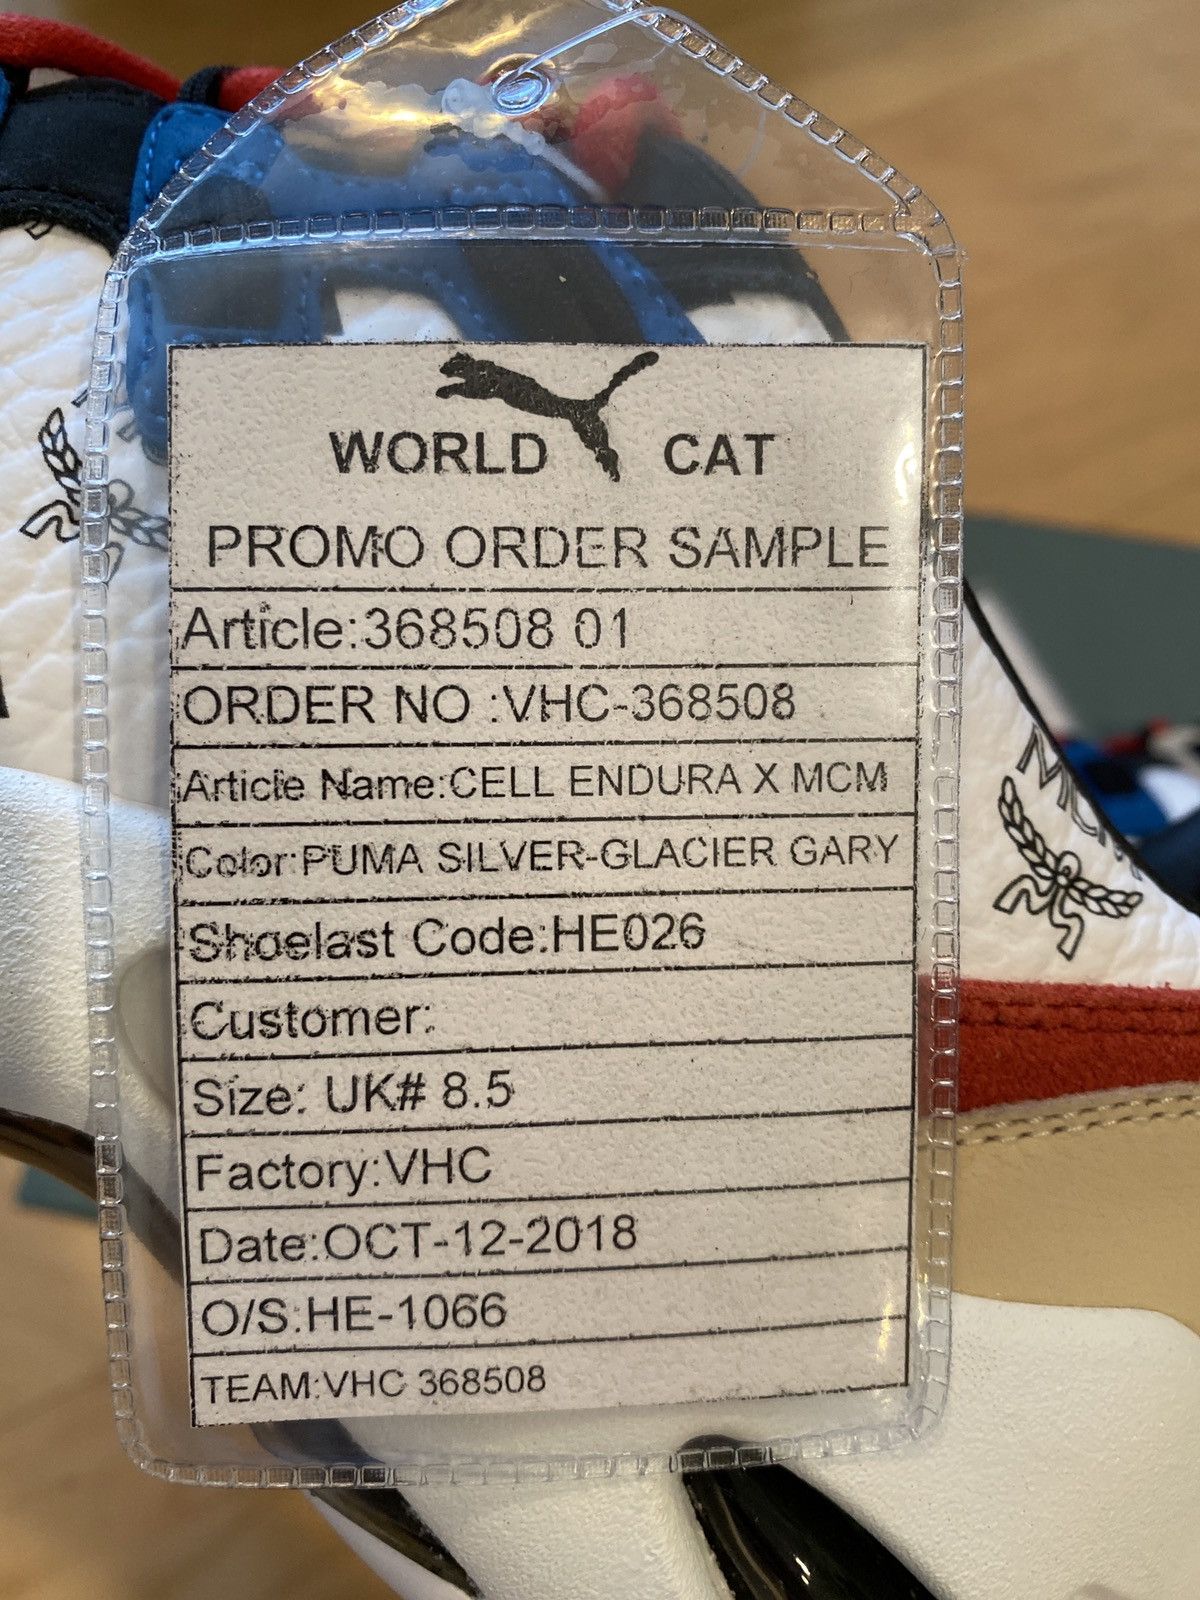 WORLD CAT
PROMO ORDER SAMPLE
Article:368508 01
ORDER NO :VHC-368508
Article Name:CELL ENDURA X MCM
Color:PUMA SILVER-GLACIER GARY
Shoelast Code:HE026
Customer:
Size: UK# 8.5
Factory:VHC
Date:OCT-12-2018
O/S:HE-1066
TEAM:VHC 368508
MCM